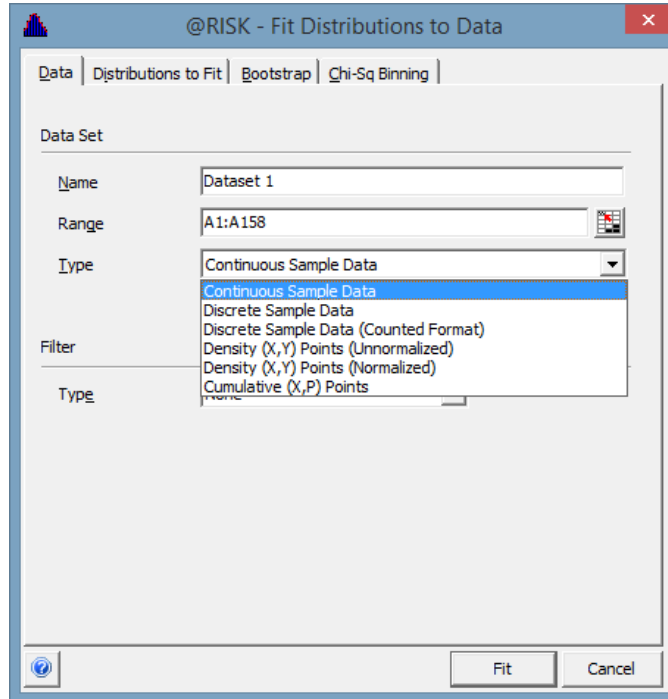 @RISK - Fit Distributions to Data
Data Distributions to Fit Bootstrap Chi-Sq Binning
Data Set
Name Dataset 1
Range A1:A158
Type Continuous Sample Data
Continuous Sample Data
Discrete Sample Data
Discrete Sample Data (Counted Format)
Density (X,Y) Points (Unnormalized)
Filter
Density (X,Y) Points (Normalized)
Cumulative (X,P) Points
Type None
Fit Cancel